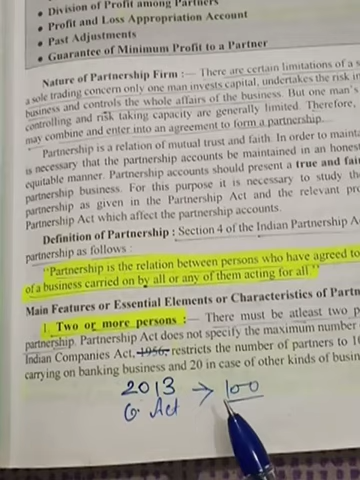 • Division of Profit among Partners
• Profit and Loss Appropriation Account
• Past Adjustments
• Guarantee of Minimum Profit to a Partner
Nature of Partnership Firm :— There are certain limitations of a s
a sole trading concern only one man invests capital, undertakes the risk in
business and controls the whole affairs of the business. But one man's
controlling and risk taking capacity are generally limited. Therefore,
may combine and enter into an agreement to form a partnership.
Partnership is a relation of mutual trust and faith. In order to maint
is necessary that the partnership accounts be maintained in an honest
equitable manner. Partnership accounts should present a true and fai
partnership business. For this purpose it is necessary to study the
partnership as given in the Partnership Act and the relevant pro
Partnership Act which affect the partnership accounts.
Definition of Partnership : Section 4 of the Indian Partnership A
partnership as follows :
"Partnership is the relation between persons who have agreed to
of a business carried on by all or any of them acting for all"
Main Features or Essential Elements or Characteristics of Partn
1. Two or more persons :— There must be atleast two p
partnership. Partnership Act does not specify the maximum number
Indian Companies Act, 1956, restricts the number of partners to 10
carrying on banking business and 20 in case of other kinds of busin
2013 → 100
Act